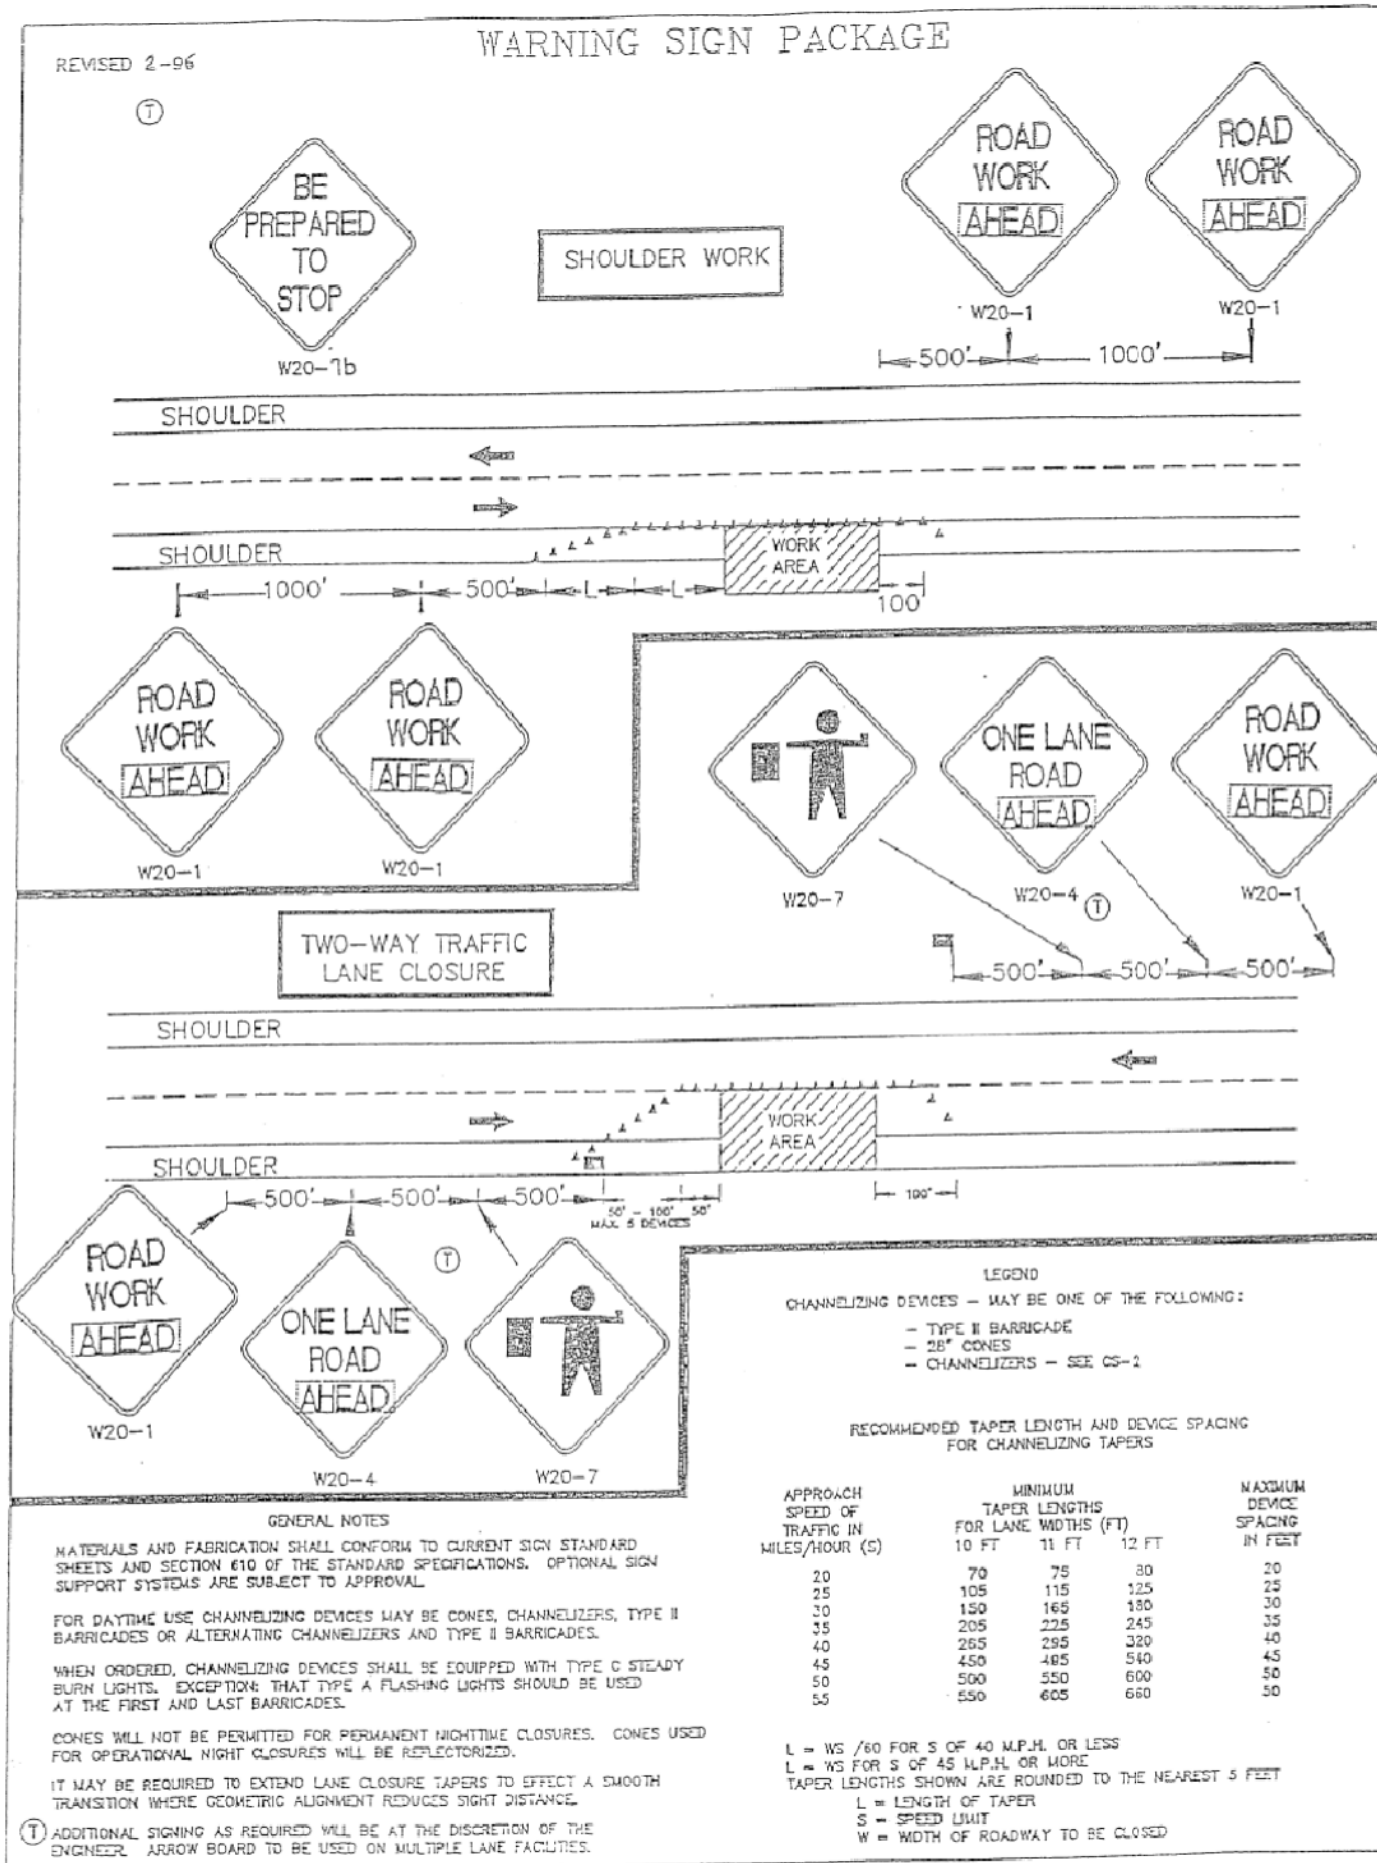 WARNING SIGN PACKAGE
REVISED 2-96
T
BE
PREPARED
TO
STOP
W20-7b
SHOULDER WORK
ROAD
WORK
AHEAD
W20-1
ROAD
WORK
AHEAD
W20-1
500' 1000'
SHOULDER
SHOULDER
WORK
AREA
1000' 500' L L 100'
ROAD
WORK
AHEAD
W20-1
ROAD
WORK
AHEAD
W20-1
W20-7
ONE LANE
ROAD
AHEAD
W20-4 T
ROAD
WORK
AHEAD
W20-1
500' 500' 500'
TWO-WAY TRAFFIC
LANE CLOSURE
SHOULDER
SHOULDER
WORK
AREA
500' 500' 500' 50' - 100' 50' 100'
MAX. 5 DEVICES
ROAD
WORK
AHEAD
W20-1
ONE LANE
ROAD
AHEAD
W20-4
T
W20-7
LEGEND
CHANNELIZING DEVICES - MAY BE ONE OF THE FOLLOWING:
- TYPE II BARRICADE
- 28" CONES
- CHANNELIZERS - SEE GS-2
RECOMMENDED TAPER LENGTH AND DEVICE SPACING
FOR CHANNELIZING TAPERS
APPROACH MINIMUM MAXIMUM
SPEED OF TAPER LENGTHS DEVICE
TRAFFIC IN FOR LANE WIDTHS (FT) SPACING
MILES/HOUR (S) 10 FT 11 FT 12 FT IN FEET
20 70 75 80 20
25 105 115 125 25
30 150 165 180 30
35 205 225 245 35
40 265 295 320 40
45 450 495 540 45
50 500 550 600 50
55 550 605 660 50
L = WS /60 FOR S OF 40 M.P.H. OR LESS
L = WS FOR S OF 45 M.P.H. OR MORE
TAPER LENGTHS SHOWN ARE ROUNDED TO THE NEAREST 5 FEET
L = LENGTH OF TAPER
S = SPEED LIMIT
W = WIDTH OF ROADWAY TO BE CLOSED
GENERAL NOTES
MATERIALS AND FABRICATION SHALL CONFORM TO CURRENT SIGN STANDARD
SHEETS AND SECTION 610 OF THE STANDARD SPECIFICATIONS. OPTIONAL SIGN
SUPPORT SYSTEMS ARE SUBJECT TO APPROVAL.
FOR DAYTIME USE, CHANNELIZING DEVICES MAY BE CONES, CHANNELIZERS, TYPE II
BARRICADES OR ALTERNATING CHANNELIZERS AND TYPE II BARRICADES.
WHEN ORDERED, CHANNELIZING DEVICES SHALL BE EQUIPPED WITH TYPE C STEADY
BURN LIGHTS. EXCEPTION: THAT TYPE A FLASHING LIGHTS SHOULD BE USED
AT THE FIRST AND LAST BARRICADES.
CONES WILL NOT BE PERMITTED FOR PERMANENT NIGHTTIME CLOSURES. CONES USED
FOR OPERATIONAL NIGHT CLOSURES WILL BE REFLECTORIZED.
IT MAY BE REQUIRED TO EXTEND LANE CLOSURE TAPERS TO EFFECT A SMOOTH
TRANSITION WHERE GEOMETRIC ALIGNMENT REDUCES SIGHT DISTANCE.
T ADDITIONAL SIGNING AS REQUIRED WILL BE AT THE DISCRETION OF THE
ENGINEER. ARROW BOARD TO BE USED ON MULTIPLE LANE FACILITIES.